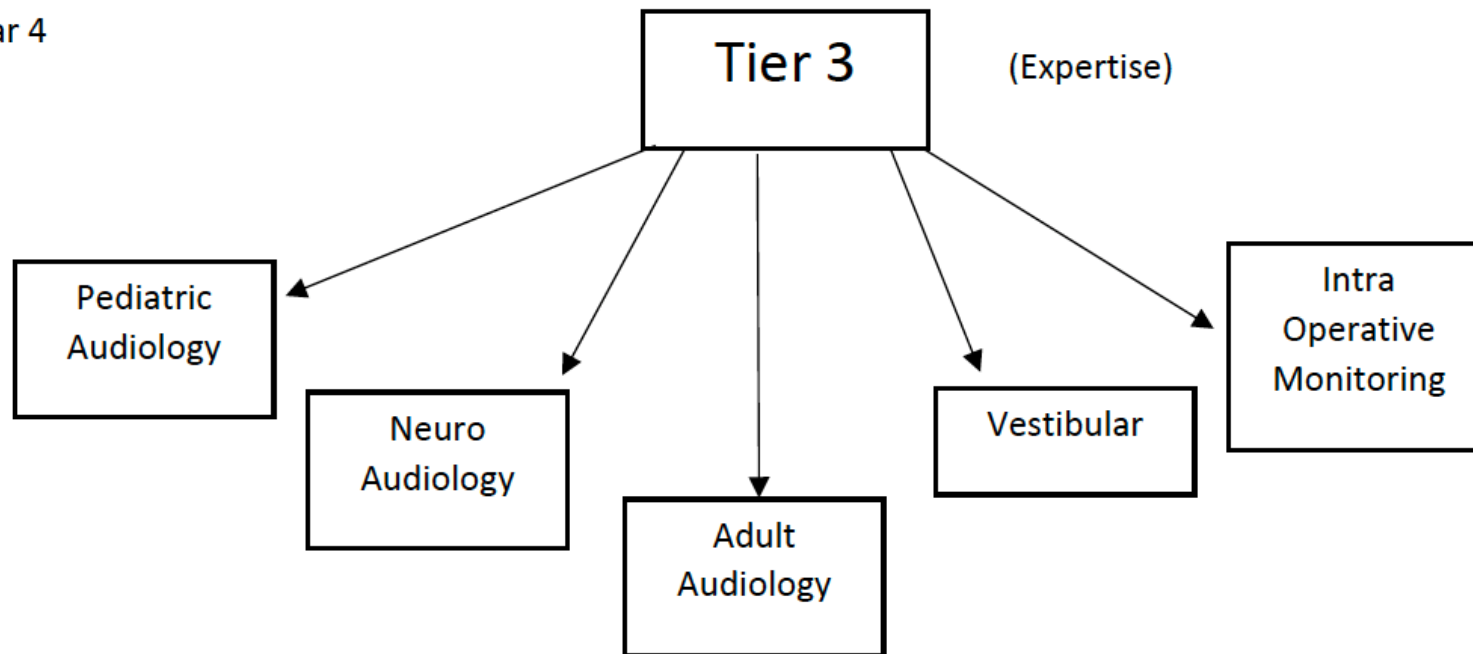 ar 4
Tier 3
(Expertise)
Pediatric
Audiology
Neuro
Audiology
Adult
Audiology
Vestibular
Intra
Operative
Monitoring